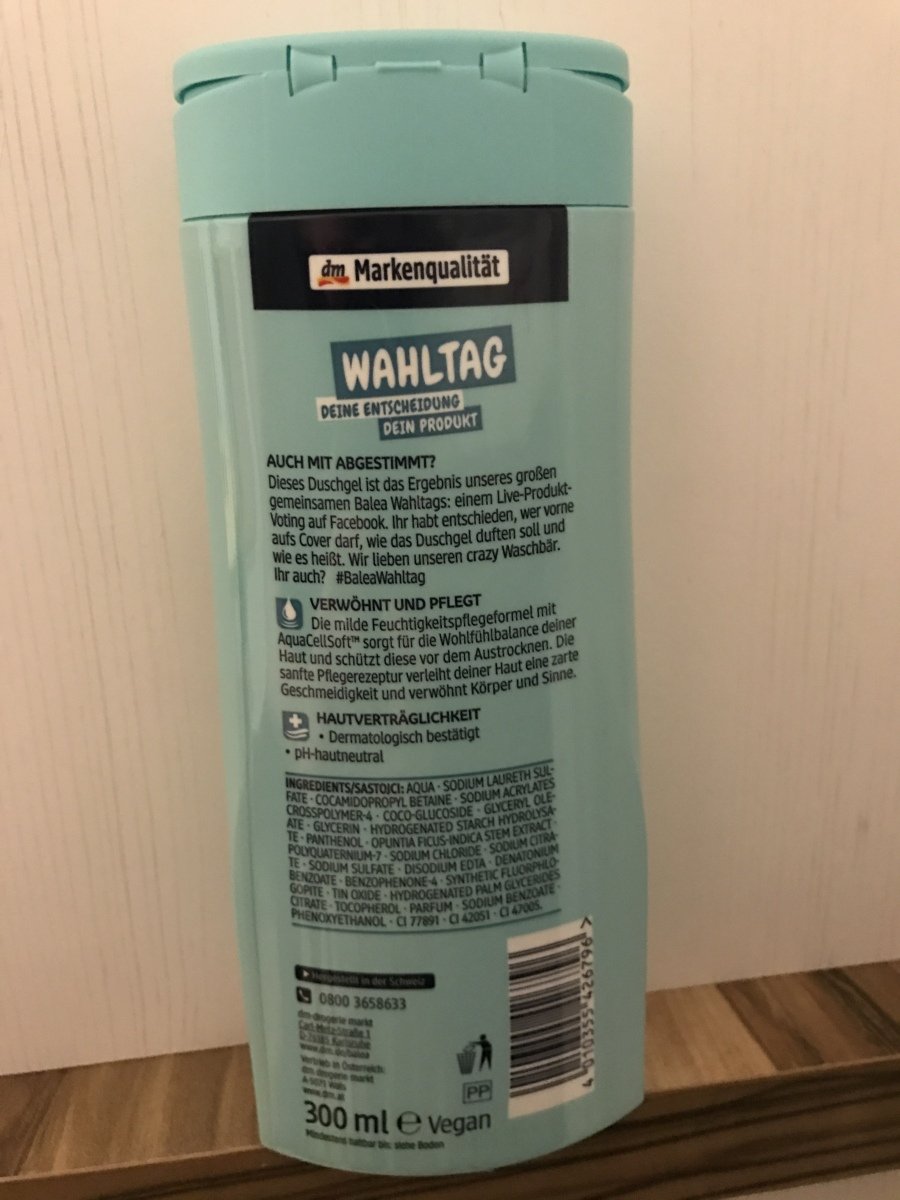 dm Markenqualität
WAHLTAG
DEINE ENTSCHEIDUNG
DEIN PRODUKT
AUCH MIT ABGESTIMMT?
Dieses Duschgel ist das Ergebnis unseres großen
gemeinsamen Balea Wahltags: einem Live-Produkt-
Voting auf Facebook. Ihr habt entschieden, wer vorne
aufs Cover darf, wie das Duschgel duften soll und
wie es heißt. Wir lieben unseren crazy Waschbär.
Ihr auch? #BaleaWahltag
VERWÖHNT UND PFLEGT
Die milde Feuchtigkeitspflegeformel mit
AquaCellSoft™ sorgt für die Wohlfühlbalance deiner
Haut und schützt diese vor dem Austrocknen. Die
sanfte Pflegerezeptur verleiht deiner Haut eine zarte
Geschmeidigkeit und verwöhnt Körper und Sinne.
HAUTVERTRÄGLICHKEIT
• Dermatologisch bestätigt
• pH-hautneutral
INGREDIENTS/SASTOJCI: AQUA · SODIUM LAURETH SUL-
FATE · COCAMIDOPROPYL BETAINE · SODIUM ACRYLATES
CROSSPOLYMER-4 · COCO-GLUCOSIDE · GLYCERYL OLE-
ATE · GLYCERIN · HYDROGENATED STARCH HYDROLYSA-
TE · PANTHENOL · OPUNTIA FICUS-INDICA STEM EXTRACT ·
POLYQUATERNIUM-7 · SODIUM CHLORIDE · SODIUM CITRA-
TE · SODIUM SULFATE · DISODIUM EDTA · DENATONIUM
BENZOATE · BENZOPHENONE-4 · SYNTHETIC FLUORPHLO-
GOPITE · TIN OXIDE · HYDROGENATED PALM GLYCERIDES
CITRATE · TOCOPHEROL · PARFUM · SODIUM BENZOATE ·
PHENOXYETHANOL · CI 77891 · CI 42051 · CI 47005.
Hergestellt in der Schweiz
0800 3658633
dm-drogerie markt
Carl-Metz-Straße 1
D-76185 Karlsruhe
www.dm.de/balea
Vertrieb in Österreich:
dm drogerie markt
A-5071 Wals
www.dm.at
PP
4 010355 426796 >
300 ml e Vegan
Mindestens haltbar bis: siehe Boden